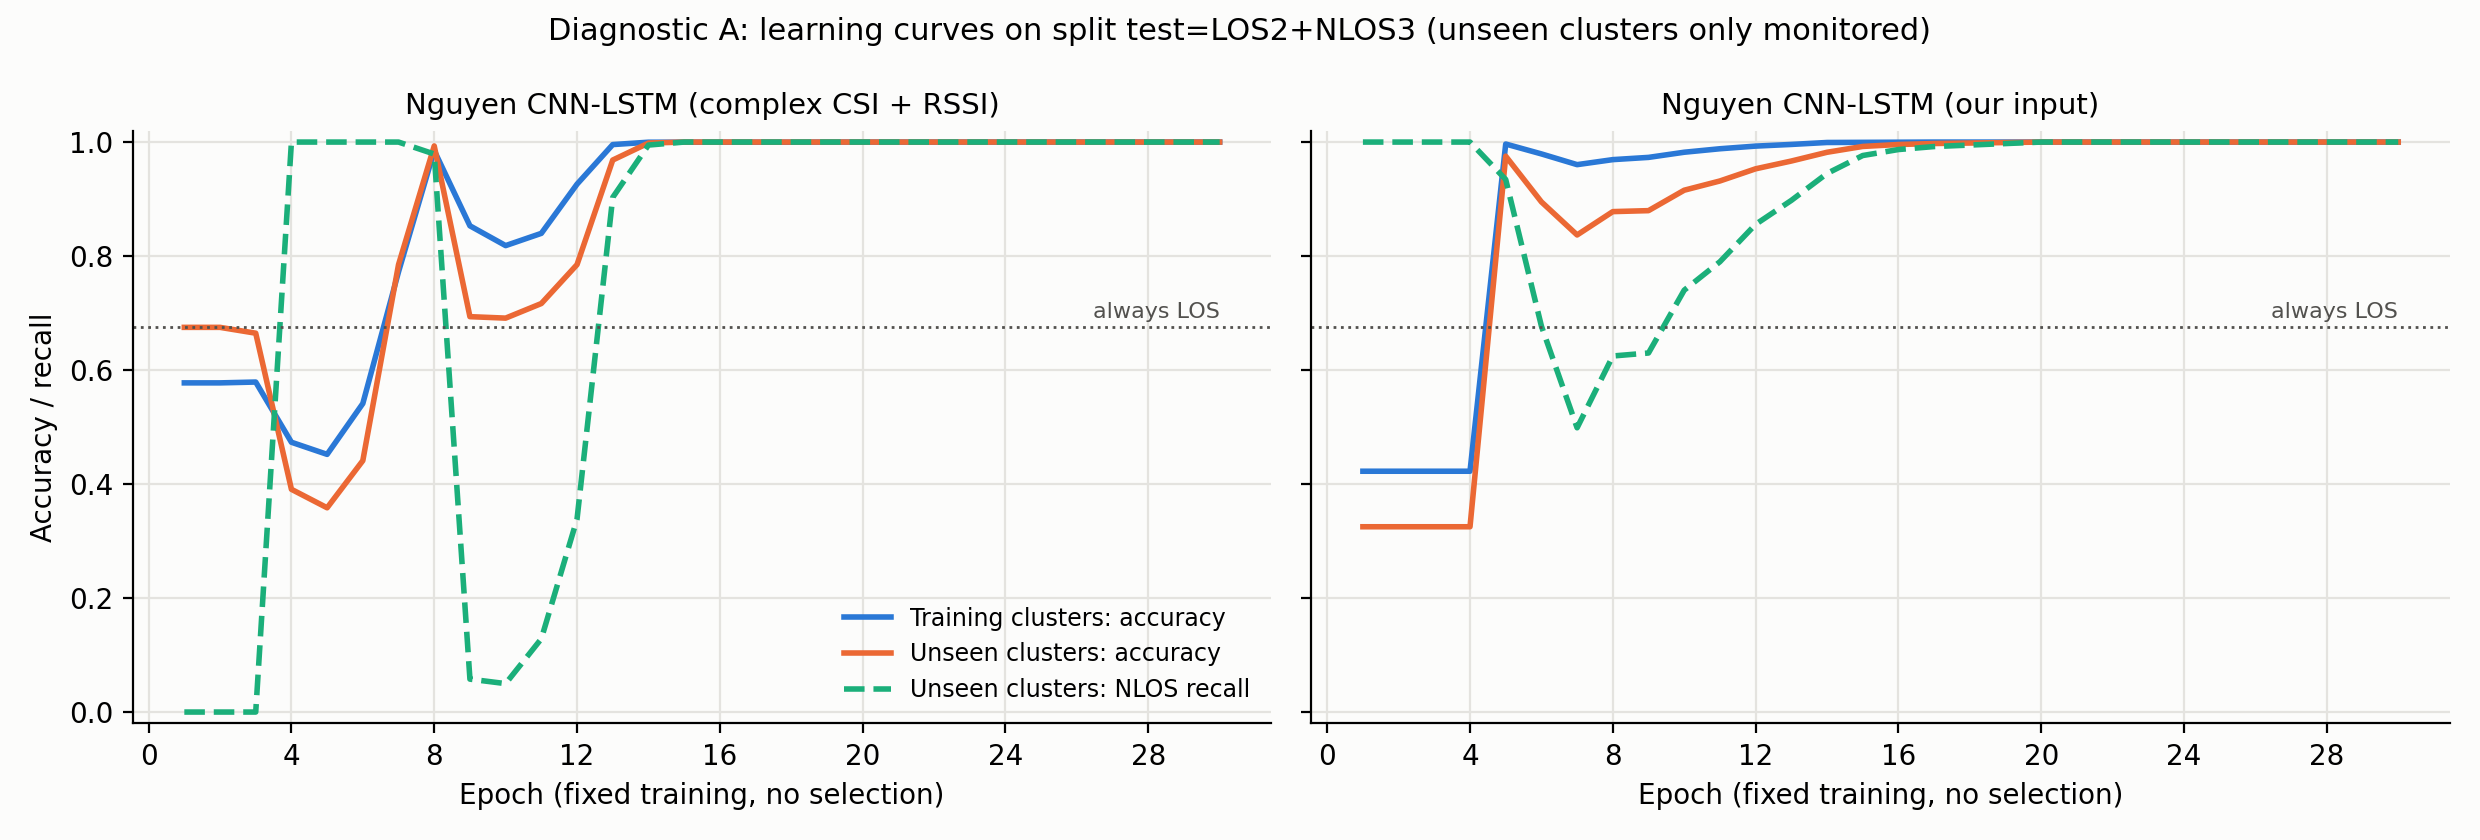 Diagnostic A: learning curves on split test=LOS2+NLOS3 (unseen clusters only monitored)
Nguyen CNN-LSTM (complex CSI + RSSI)
Nguyen CNN-LSTM (our input)
Accuracy / recall
1.0
0.8
0.6
0.4
0.2
0.0
always LOS
Training clusters: accuracy
Unseen clusters: accuracy
Unseen clusters: NLOS recall
0 4 8 12 16 20 24 28
Epoch (fixed training, no selection)
always LOS
0 4 8 12 16 20 24 28
Epoch (fixed training, no selection)